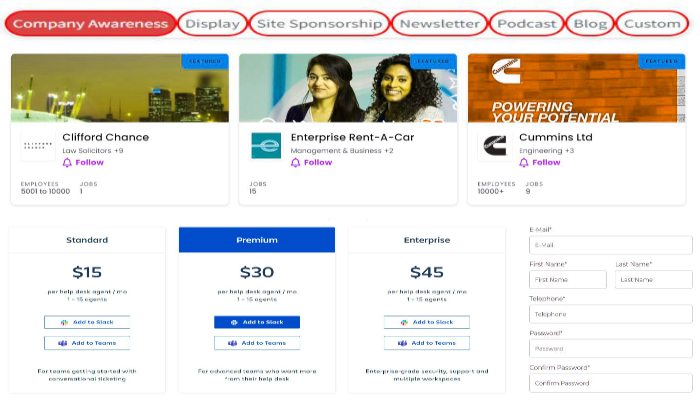 Company Awareness Display Site Sponsorship Newsletter Podcast Blog Custom
FEATURED
FEATURED
FEATURED
Cummins
POWERING
YOUR POTENTIAL
Clifford Chance
Law Solicitors +9
Follow
EMPLOYEES JOBS
5001 to 10000 1
Enterprise Rent-A-Car
Management & Business +2
Follow
JOBS
15
Cummins Ltd
Engineering +3
Follow
EMPLOYEES JOBS
10000+ 9
Standard
$15
per help desk agent / mo
1 - 15 agents
Add to Slack
Add to Teams
For teams getting started with
conversational ticketing
Premium
$30
per help desk agent / mo
1 - 15 agents
Add to Slack
Add to Teams
For advanced teams who want more
from their help desk
Enterprise
$45
per help desk agent / mo
1 - 15 agents
Add to Slack
Add to Teams
Enterprise-grade security, support and
multiple workspaces
E-Mail*
E-Mail
First Name* Last Name*
First Name Last Name
Telephone*
Telephone
Password*
Password
Confirm Password*
Confirm Password